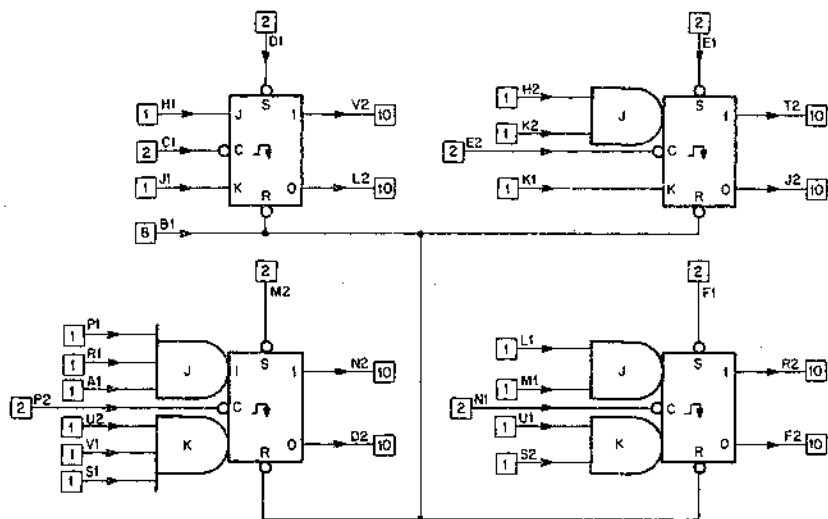 2
D1
2
E1
1 H1
J
S
1
V2 10
2 C1
C
1 J1
K
R
0
L2 10
8 B1
1 H2
1 K2
J
S
1
T2 10
2 E2
C
1 K1
K
R
0
J2 10
2
M2
2
F1
1 P1
1 R1
1 A1
J
S
1
N2 10
2 P2
C
1 U2
1 V1
1 S1
K
R
0
D2 10
1 L1
1 M1
J
S
1
R2 10
2 N1
C
1 U1
1 S2
K
R
0
F2 10